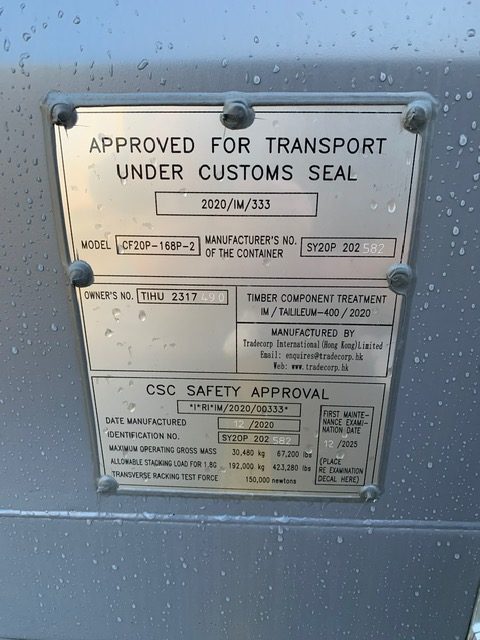 APPROVED FOR TRANSPORT
UNDER CUSTOMS SEAL
2020/IM/333
MODEL CF20P-168P-2
MANUFACTURER'S NO.
OF THE CONTAINER
SY20P 202 582
OWNER'S NO. TIHU 2317 490
TIMBER COMPONENT TREATMENT
IM/TAILILEUM-400/2020
MANUFACTURED BY
Tradecorp International (Hong Kong) Limited
Email: enquires@tradecorp.hk
Web: www.tradecorp.hk
CSC SAFETY APPROVAL
*I*RI*IM/2020/00333*
DATE MANUFACTURED 12 /2020
IDENTIFICATION NO. SY20P 202 582
MAXIMUM OPERATING GROSS MASS 30,480 kg 67,200 lbs
ALLOWABLE STACKING LOAD FOR 1.8G 192,000 kg 423,280 lbs
TRANSVERSE RACKING TEST FORCE 150,000 newtons
FIRST MAINTE-
NANCE EXAMI-
NATION DATE
12 /2025
(PLACE
RE EXAMINATION
DECAL HERE)